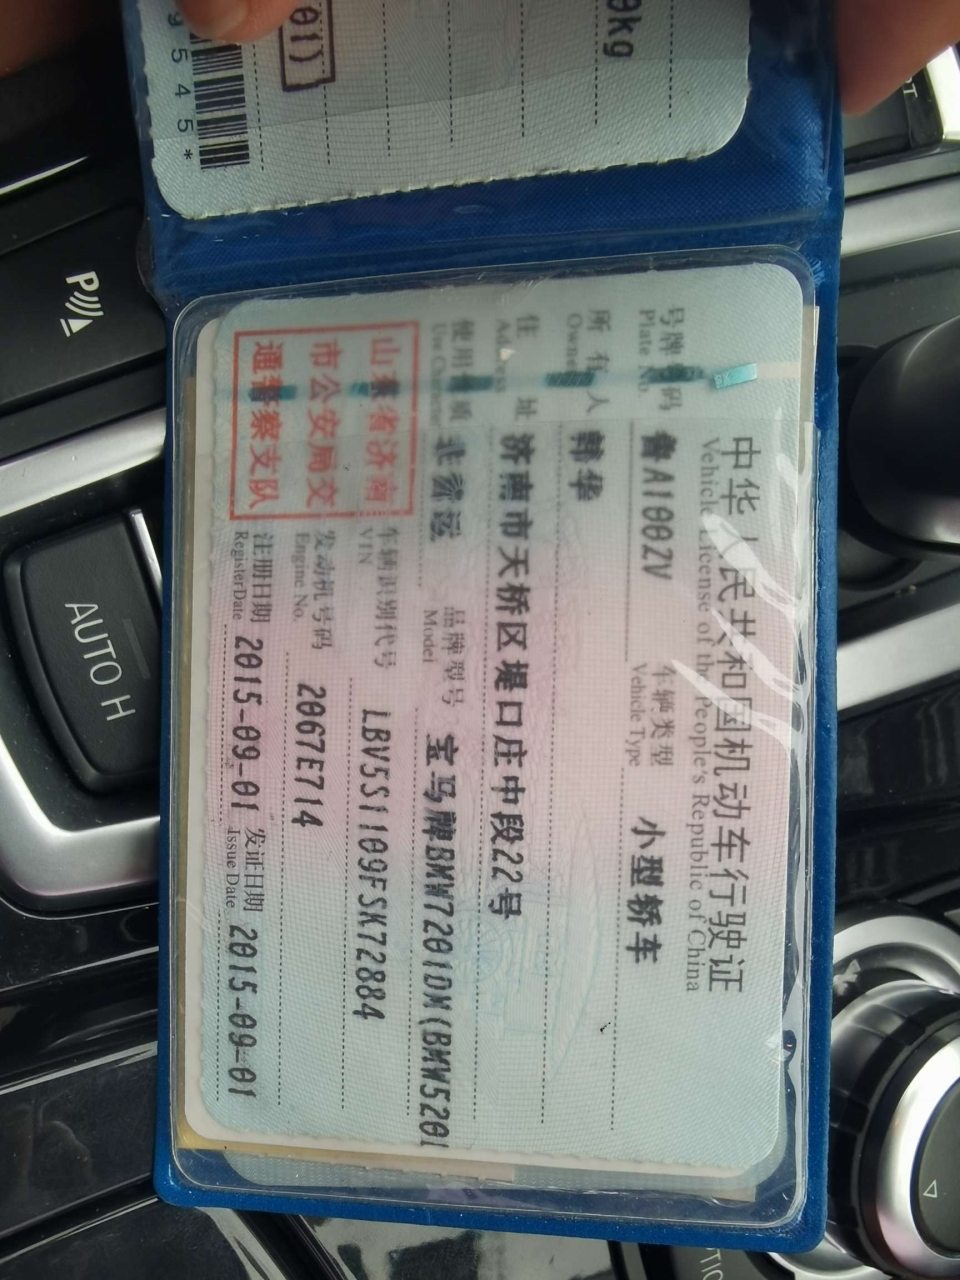 中华人民共和国机动车行驶证
Vehicle License of the People's Republic of China
号牌号码 鲁A100ZV 车辆类型 小型轿车
Plate No. Vehicle Type
所有人 韩华
Owner
住址 济南市天桥区堤口庄中段22号
Address
使用性质 非营运 品牌型号 宝马牌BMW7201DM(BMW520l
Use Character Model
山东省济南
市公安局交
通警察支队
车辆识别代号 LBV5S1109FSK72884
VIN
发动机号码 2067E714
Engine No.
注册日期 2015-09-01 发证日期 2015-09-01
Register Date Issue Date
0kg
01)
9545*
P
AUTO H